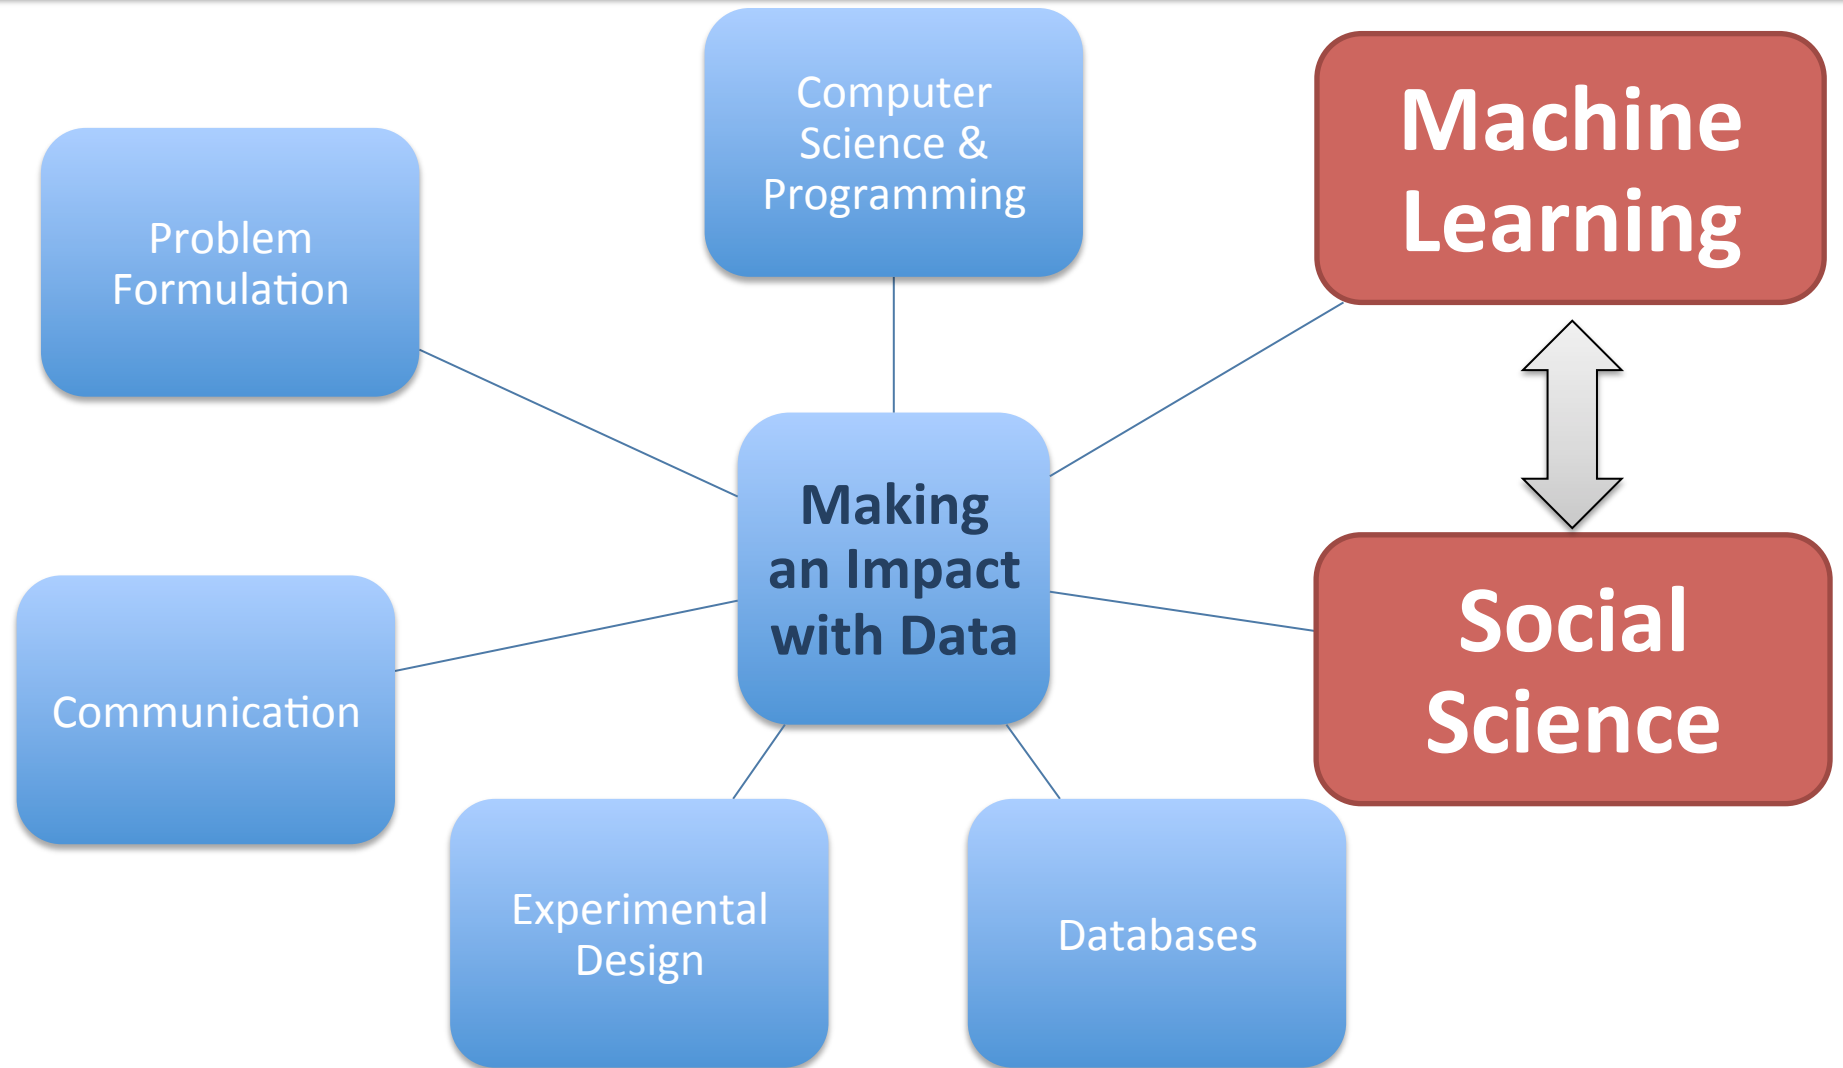 Computer
Science &
Programming
Machine
Learning
Problem
Formulation
Making
an Impact
with Data
Social
Science
Communication
Experimental
Design
Databases